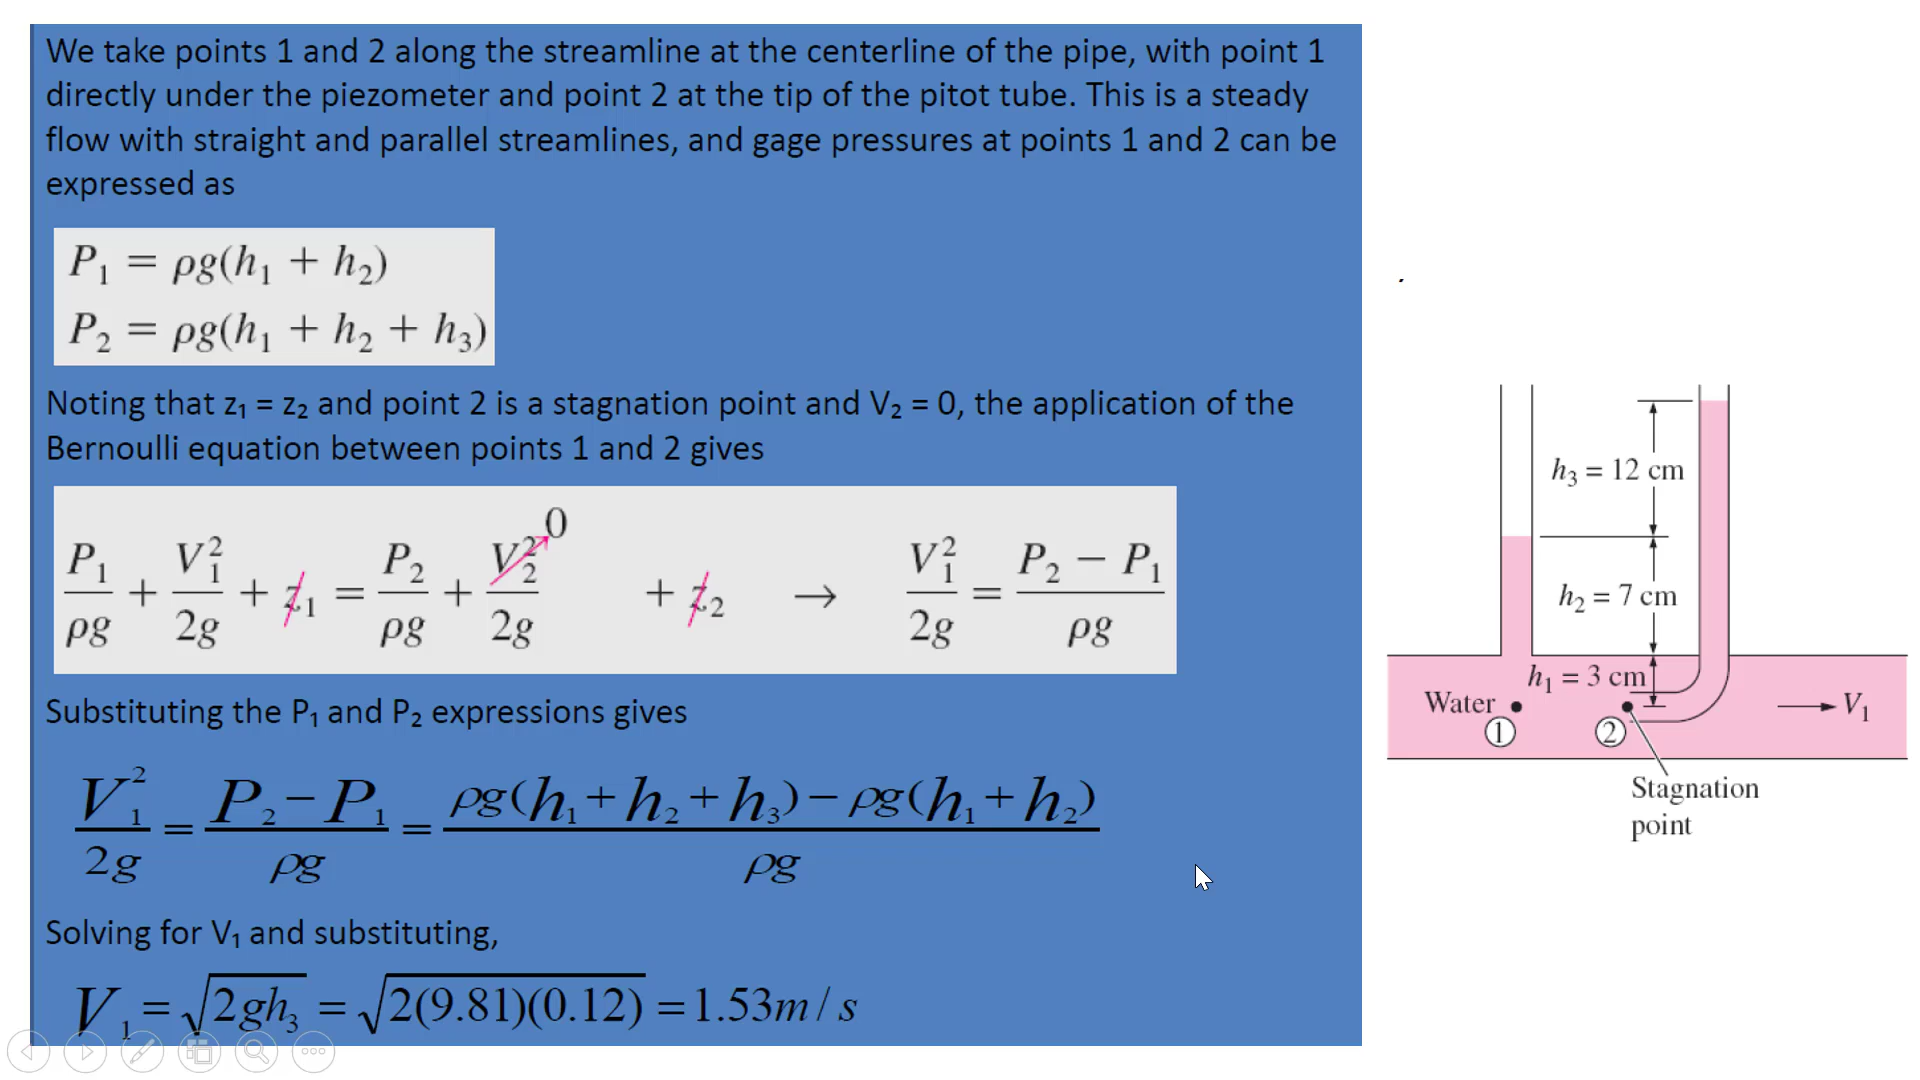 We take points 1 and 2 along the streamline at the centerline of the pipe, with point 1
directly under the piezometer and point 2 at the tip of the pitot tube. This is a steady
flow with straight and parallel streamlines, and gage pressures at points 1 and 2 can be
expressed as
P₁ = ρg(h₁ + h₂)
P₂ = ρg(h₁ + h₂ + h₃)
Noting that z₁ = z₂ and point 2 is a stagnation point and V₂ = 0, the application of the
Bernoulli equation between points 1 and 2 gives
P₁/ρg + V₁²/2g + z₁ = P₂/ρg + V₂²/2g 0 + z₂ → V₁²/2g = (P₂ − P₁)/ρg
Substituting the P₁ and P₂ expressions gives
V₁²/2g = (P₂ − P₁)/ρg = (ρg(h₁ + h₂ + h₃) − ρg(h₁ + h₂))/ρg
Solving for V₁ and substituting,
V₁ = √2gh₃ = √2(9.81)(0.12) = 1.53m / s
h₃ = 12 cm
h₂ = 7 cm
h₁ = 3 cm
Water
① ②
V₁
Stagnation
point